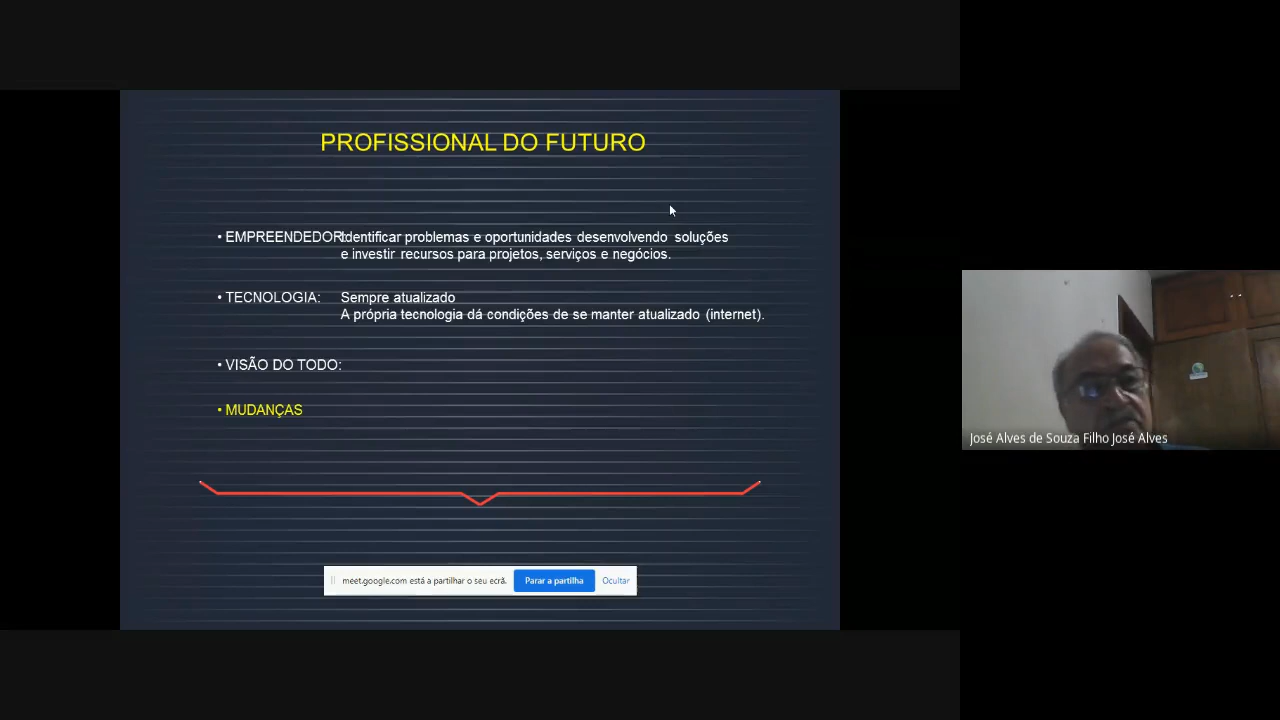 PROFISSIONAL DO FUTURO
• EMPREENDEDOR: Identificar problemas e oportunidades desenvolvendo soluções
e investir recursos para projetos, serviços e negócios.
• TECNOLOGIA: Sempre atualizado
A própria tecnologia dá condições de se manter atualizado (internet).
• VISÃO DO TODO:
• MUDANÇAS
José Alves de Souza Filho José Alves
meet.google.com está a partilhar o seu ecrã. Parar a partilha Ocultar